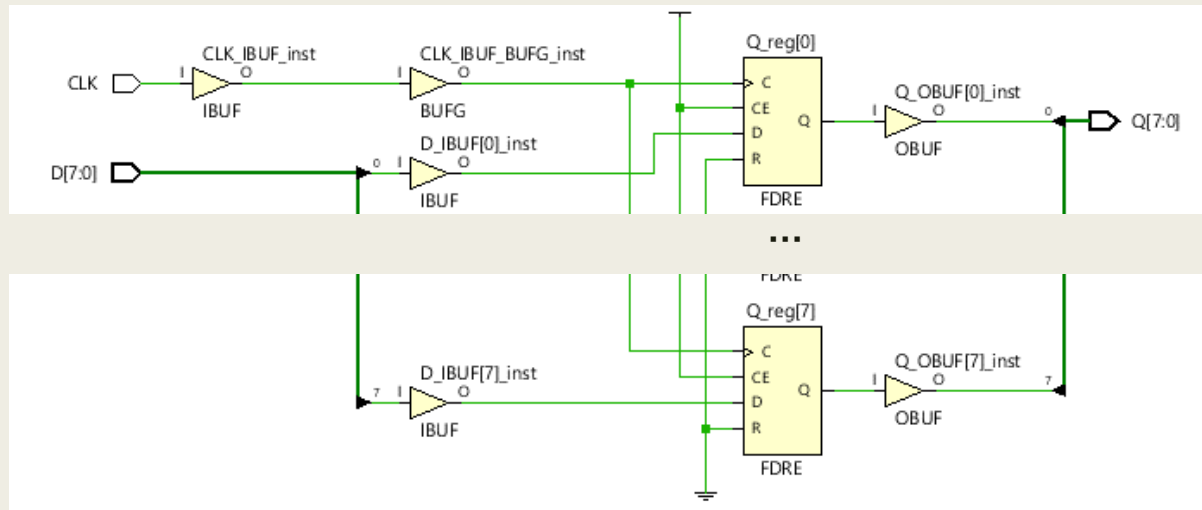 Q_reg[0]
CLK_IBUF_inst
CLK_IBUF_BUFG_inst
CLK
I
O
I
O
C
IBUF
BUFG
Q_OBUF[0]_inst
CE
I
O
0
Q[7:0]
Q
D_IBUF[0]_inst
D
OBUF
D[7:0]
0
I
O
R
IBUF
FDRE
...
FDRE
Q_reg[7]
C
D_IBUF[7]_inst
Q_OBUF[7]_inst
CE
I
O
7
Q
7
I
O
D
OBUF
IBUF
R
FDRE